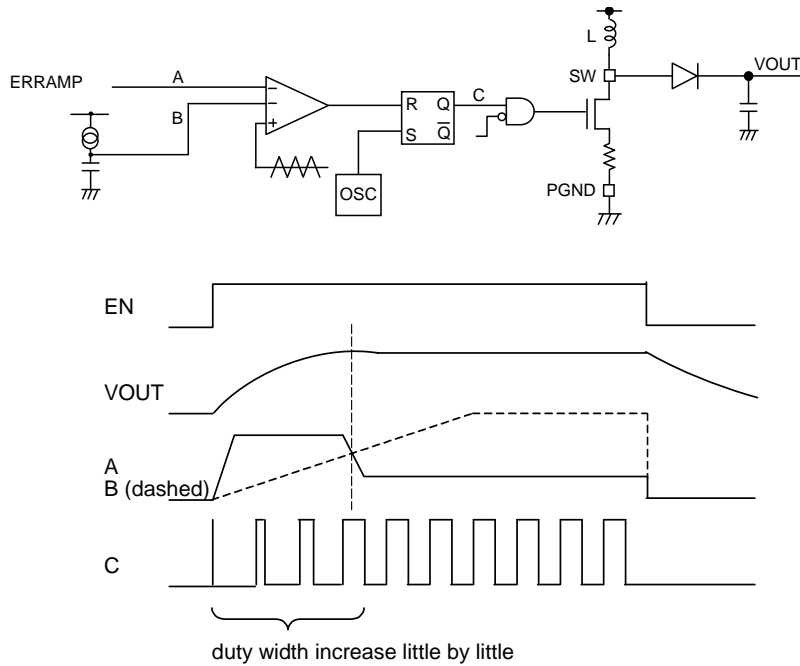 L
VOUT
SW
ERRAMP
A
B
−
−
+
R Q
S Q̅
C
OSC
PGND
EN
VOUT
A
B (dashed)
C
duty width increase little by little